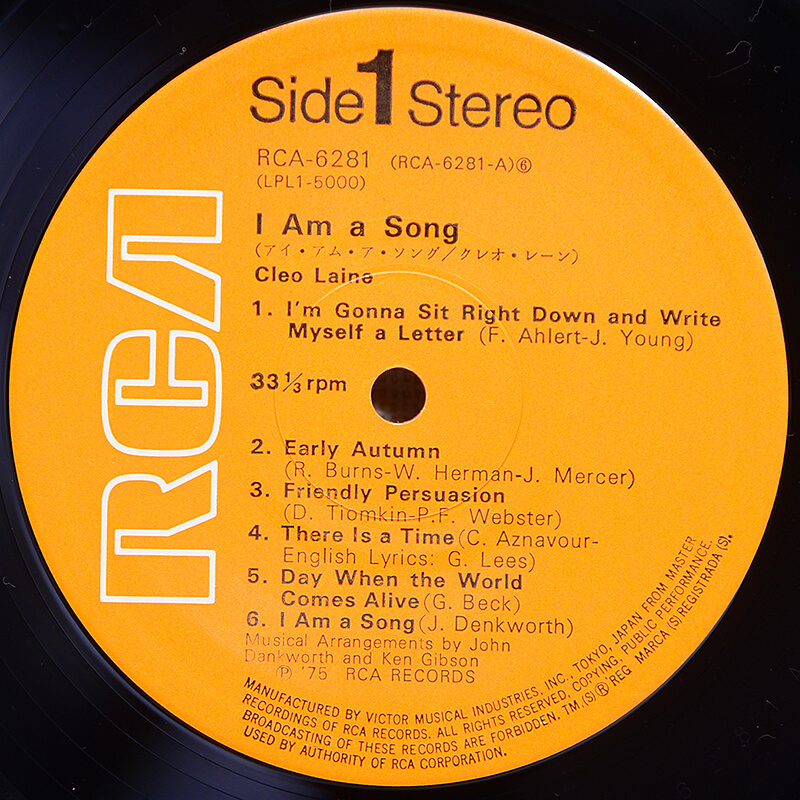 Side 1 Stereo
RCA-6281 (RCA-6281-A)⑥
(LPL1-5000)
I Am a Song
(アイ・アム・ア・ソング/クレオ・レーン)
Cleo Laine
1. I'm Gonna Sit Right Down and Write
Myself a Letter (F. Ahlert-J. Young)
33 1/3 rpm
2. Early Autumn
(R. Burns-W. Herman-J. Mercer)
3. Friendly Persuasion
(D. Tiomkin-P.F. Webster)
4. There Is a Time (C. Aznavour-
English Lyrics: G. Lees)
5. Day When the World
Comes Alive (G. Beck)
6. I Am a Song (J. Denkworth)
Musical Arrangements by John
Dankworth and Ken Gibson
Ⓟ '75 RCA RECORDS
RCA
MANUFACTURED BY VICTOR MUSICAL INDUSTRIES, INC., TOKYO, JAPAN FROM MASTER
RECORDINGS OF RCA RECORDS. ALL RIGHTS RESERVED, COPYING, PUBLIC PERFORMANCE.
BROADCASTING OF THESE RECORDS ARE FORBIDDEN. TM.(S)® REG MARCA (S) REGISTRADA (S).
USED BY AUTHORITY OF RCA CORPORATION.